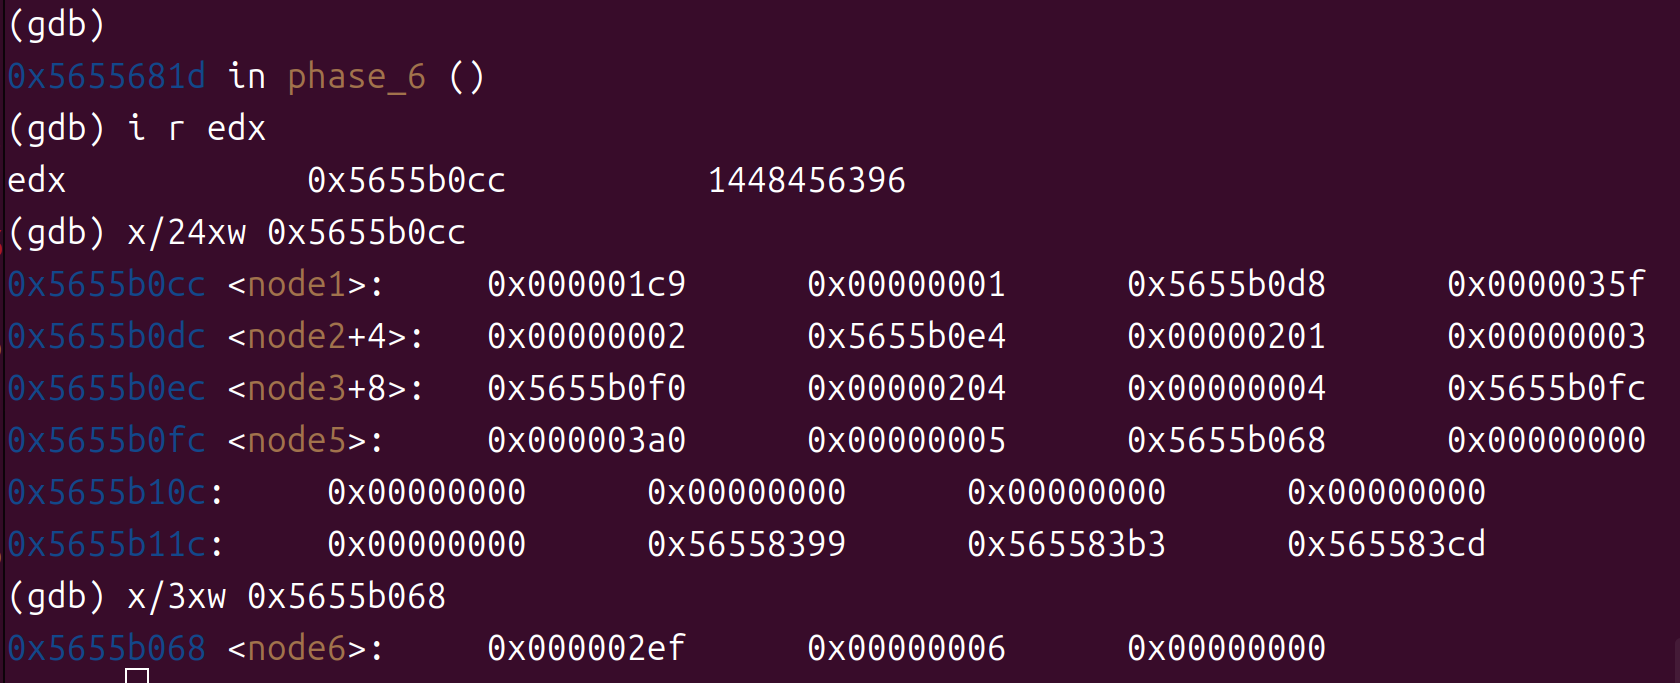 (gdb)
0x5655681d in phase_6 ()
(gdb) i r edx
edx 0x5655b0cc 1448456396
(gdb) x/24xw 0x5655b0cc
0x5655b0cc <node1>: 0x000001c9 0x00000001 0x5655b0d8 0x0000035f
0x5655b0dc <node2+4>: 0x00000002 0x5655b0e4 0x00000201 0x00000003
0x5655b0ec <node3+8>: 0x5655b0f0 0x00000204 0x00000004 0x5655b0fc
0x5655b0fc <node5>: 0x000003a0 0x00000005 0x5655b068 0x00000000
0x5655b10c: 0x00000000 0x00000000 0x00000000 0x00000000
0x5655b11c: 0x00000000 0x56558399 0x565583b3 0x565583cd
(gdb) x/3xw 0x5655b068
0x5655b068 <node6>: 0x000002ef 0x00000006 0x00000000